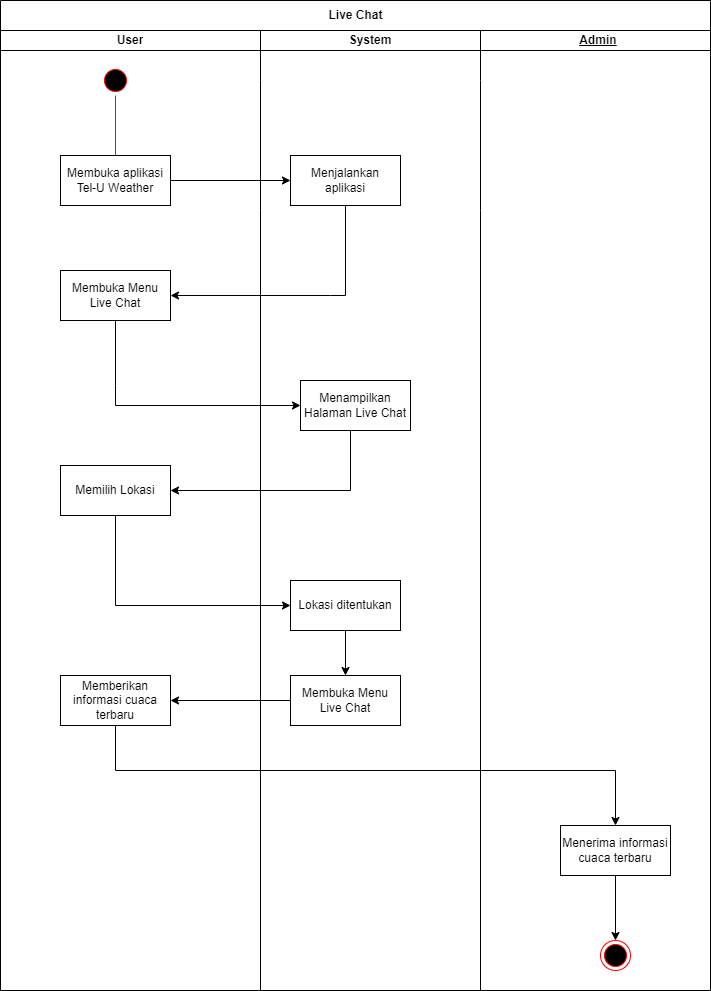 Live Chat
User
System
Admin
Membuka aplikasi
Tel-U Weather
Menjalankan
aplikasi
Membuka Menu
Live Chat
Menampilkan
Halaman Live Chat
Memilih Lokasi
Lokasi ditentukan
Memberikan
informasi cuaca
terbaru
Membuka Menu
Live Chat
Menerima informasi
cuaca terbaru